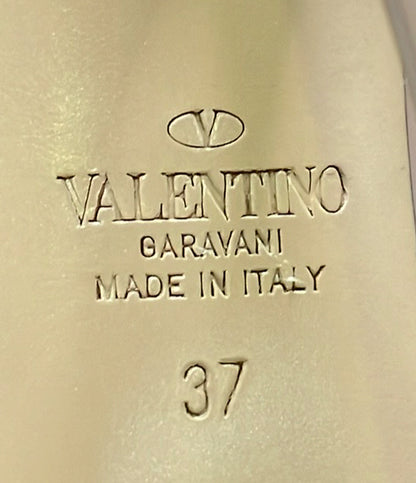 V
VALENTINO
GARAVANI
MADE IN ITALY
37